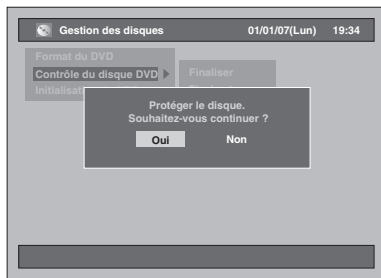 Gestion des disques 01/01/07(Lun) 19:34
Format du DVD
Contrôle du disque DVD
Finaliser
Initialisat
Protéger le disque.
Souhaitez-vous continuer ?
Oui Non